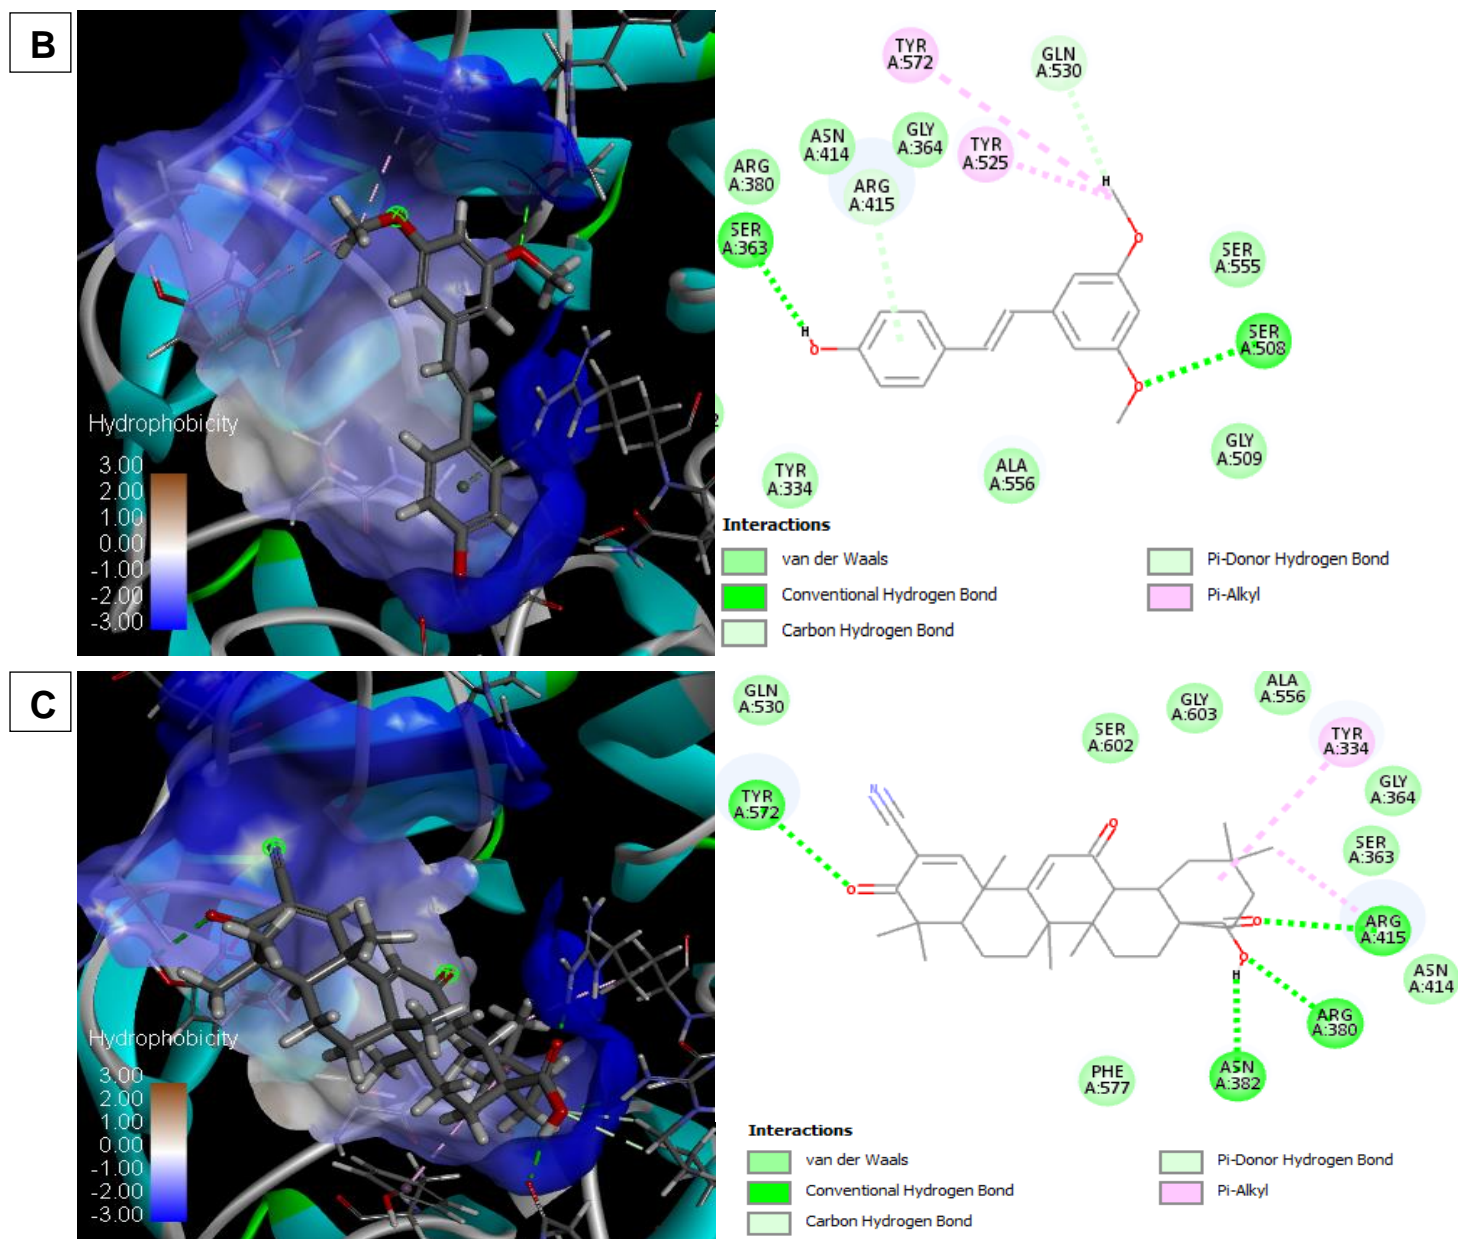 B
Hydrophobicity
3.00
2.00
1.00
0.00
-1.00
-2.00
-3.00
TYR
A:572
GLN
A:530
ASN
A:414
GLY
A:364
TYR
A:525
ARG
A:380
ARG
A:415
SER
A:363
H
O
SER
A:555
H
O
SER
A:508
O
GLY
A:509
TYR
A:334
ALA
A:556
Interactions
van der Waals
Conventional Hydrogen Bond
Carbon Hydrogen Bond
Pi-Donor Hydrogen Bond
Pi-Alkyl
C
Hydrophobicity
3.00
2.00
1.00
0.00
-1.00
-2.00
-3.00
GLN
A:530
SER
A:602
GLY
A:603
ALA
A:556
TYR
A:334
TYR
A:572
N
GLY
A:364
O
SER
A:363
O
O
ARG
A:415
O
H
ASN
A:414
ARG
A:380
PHE
A:577
ASN
A:382
Interactions
van der Waals
Conventional Hydrogen Bond
Carbon Hydrogen Bond
Pi-Donor Hydrogen Bond
Pi-Alkyl